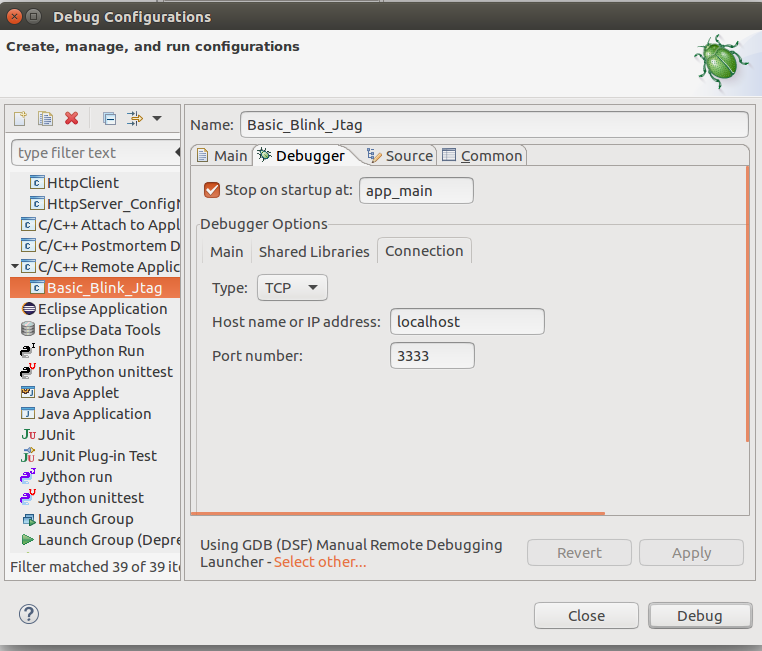 Debug Configurations
Create, manage, and run configurations
type filter text
HttpClient
HttpServer_Config
C/C++ Attach to Appl
C/C++ Postmortem D
C/C++ Remote Applic
Basic_Blink_Jtag
Eclipse Application
Eclipse Data Tools
IronPython Run
IronPython unittest
Java Applet
Java Application
JUnit
JUnit Plug-in Test
Jython run
Jython unittest
Launch Group
Launch Group (Depre
Filter matched 39 of 39 ite
Name: Basic_Blink_Jtag
Main Debugger Source Common
Stop on startup at: app_main
Debugger Options
Main Shared Libraries Connection
Type: TCP
Host name or IP address: localhost
Port number: 3333
Using GDB (DSF) Manual Remote Debugging
Launcher - Select other...
Revert Apply
? Close Debug